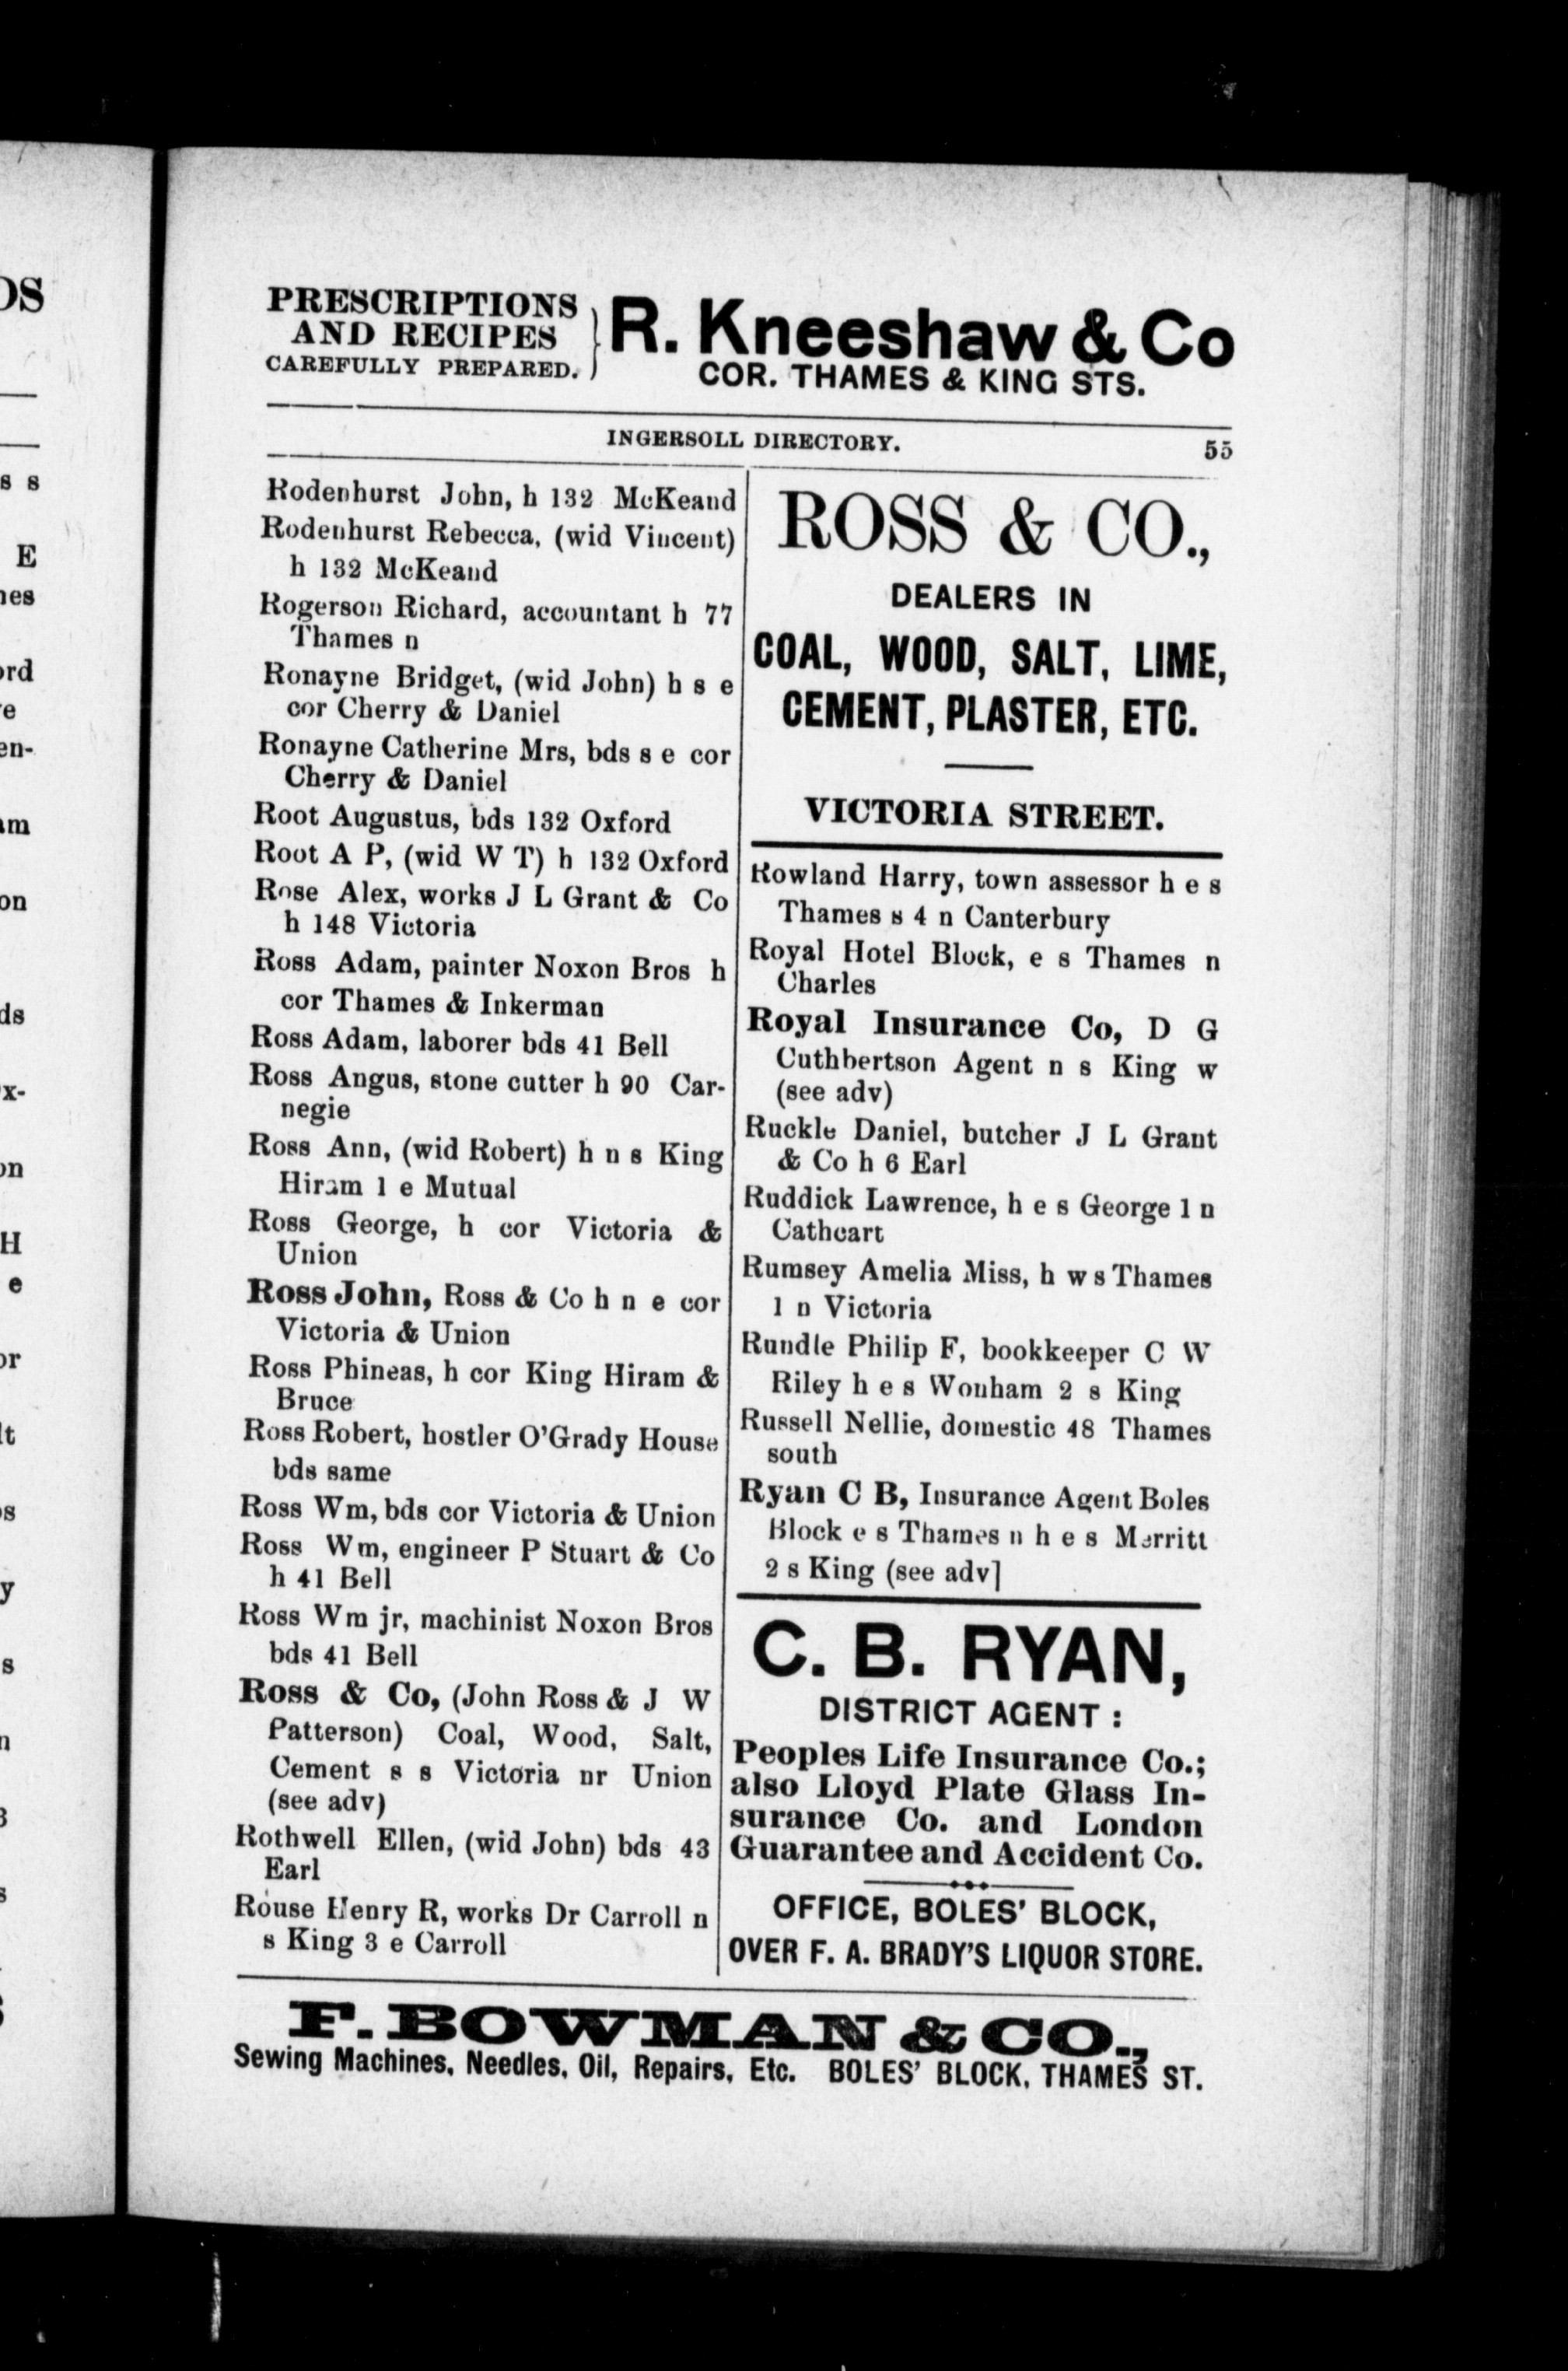 PRESCRIPTIONS
AND RECIPES
CAREFULLY PREPARED.
R. Kneeshaw & Co
COR. THAMES & KING STS.
INGERSOLL DIRECTORY. 55
Rodenhurst John, h 132 McKeand
Rodenhurst Rebecca, (wid Vincent)
h 132 McKeand
Rogerson Richard, accountant h 77
Thames n
Ronayne Bridget, (wid John) h s e
cor Cherry & Daniel
Ronayne Catherine Mrs, bds s e cor
Cherry & Daniel
Root Augustus, bds 132 Oxford
Root A P, (wid W T) h 132 Oxford
Rose Alex, works J L Grant & Co
h 148 Victoria
Ross Adam, painter Noxon Bros h
cor Thames & Inkerman
Ross Adam, laborer bds 41 Bell
Ross Angus, stone cutter h 90 Car-
negie
Ross Ann, (wid Robert) h n s King
Hiram 1 e Mutual
Ross George, h cor Victoria &
Union
Ross John, Ross & Co h n e cor
Victoria & Union
Ross Phineas, h cor King Hiram &
Bruce
Ross Robert, hostler O'Grady House
bds same
Ross Wm, bds cor Victoria & Union
Ross Wm, engineer P Stuart & Co
h 41 Bell
Ross Wm jr, machinist Noxon Bros
bds 41 Bell
Ross & Co, (John Ross & J W
Patterson) Coal, Wood, Salt,
Cement s s Victoria nr Union
(see adv)
Rothwell Ellen, (wid John) bds 43
Earl
Rouse Henry R, works Dr Carroll n
s King 3 e Carroll
ROSS & CO.,
DEALERS IN
COAL, WOOD, SALT, LIME,
CEMENT, PLASTER, ETC.
VICTORIA STREET.
Rowland Harry, town assessor h e s
Thames s 4 n Canterbury
Royal Hotel Block, e s Thames n
Charles
Royal Insurance Co, D G
Cuthbertson Agent n s King w
(see adv)
Ruckle Daniel, butcher J L Grant
& Co h 6 Earl
Ruddick Lawrence, h e s George 1 n
Cathcart
Rumsey Amelia Miss, h w s Thames
1 n Victoria
Rundle Philip F, bookkeeper C W
Riley h e s Wonham 2 s King
Russell Nellie, domestic 48 Thames
south
Ryan C B, Insurance Agent Boles
Block e s Thames n h e s Merritt
2 s King (see adv]
C. B. RYAN,
DISTRICT AGENT :
Peoples Life Insurance Co.;
also Lloyd Plate Glass In-
surance Co. and London
Guarantee and Accident Co.
OFFICE, BOLES' BLOCK,
OVER F. A. BRADY'S LIQUOR STORE.
F. BOWMAN & CO.,
Sewing Machines, Needles, Oil, Repairs, Etc. BOLES' BLOCK, THAMES ST.